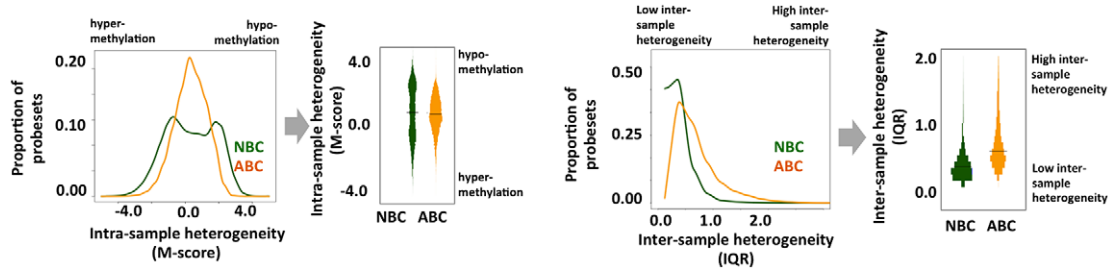 hyper-
methylation
hypo-
methylation
Proportion of
probesets
0.20
0.10
0.00
NBC
ABC
-4.0
0.0
4.0
Intra-sample heterogeneity
(M-score)
Intra-sample heterogeneity
(M-score)
4.0
0.0
-4.0
hypo-
methylation
hyper-
methylation
NBC ABC
Low inter-
sample
heterogeneity
High inter-
sample
heterogeneity
Proportion of
probesets
0.50
0.25
0.00
NBC
ABC
0.0
1.0
2.0
Inter-sample heterogeneity
(IQR)
Inter-sample heterogeneity
(IQR)
2.0
1.0
0.0
High inter-
sample
heterogeneity
Low inter-
sample
heterogeneity
NBC ABC